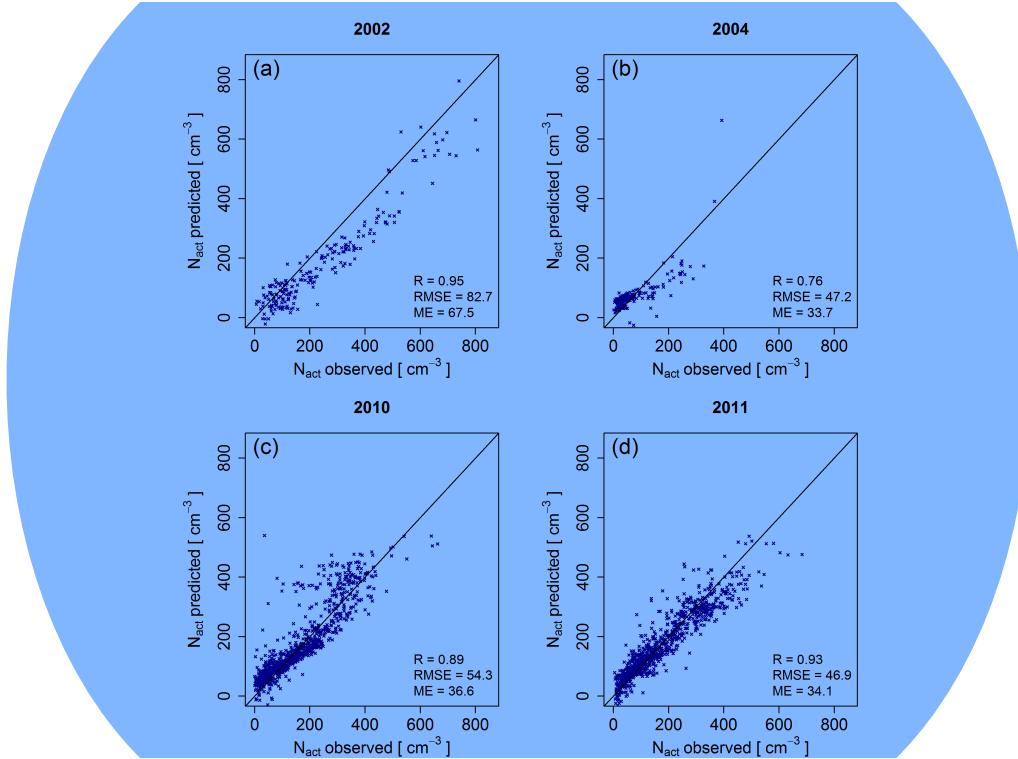 2002
(a)
800
600
400
200
0
N_act predicted [ cm⁻³ ]
R = 0.95
RMSE = 82.7
ME = 67.5
0 200 400 600 800
N_act observed [ cm⁻³ ]
2004
(b)
800
600
400
200
0
N_act predicted [ cm⁻³ ]
R = 0.76
RMSE = 47.2
ME = 33.7
0 200 400 600 800
N_act observed [ cm⁻³ ]
2010
(c)
800
600
400
200
0
N_act predicted [ cm⁻³ ]
R = 0.89
RMSE = 54.3
ME = 36.6
0 200 400 600 800
N_act observed [ cm⁻³ ]
2011
(d)
800
600
400
200
0
N_act predicted [ cm⁻³ ]
R = 0.93
RMSE = 46.9
ME = 34.1
0 200 400 600 800
N_act observed [ cm⁻³ ]